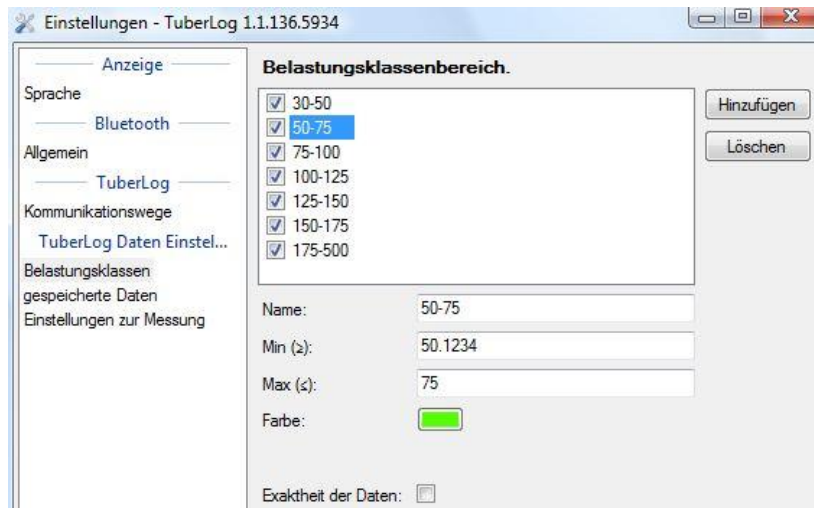 Einstellungen - TuberLog 1.1.136.5934
Anzeige
Sprache
Bluetooth
Allgemein
TuberLog
Kommunikationswege
TuberLog Daten Einstel...
Belastungsklassen
gespeicherte Daten
Einstellungen zur Messung
Belastungsklassenbereich.
30-50
50-75
75-100
100-125
125-150
150-175
175-500
Hinzufügen
Löschen
Name: 50-75
Min (≥): 50.1234
Max (≤): 75
Farbe:
Exaktheit der Daten: